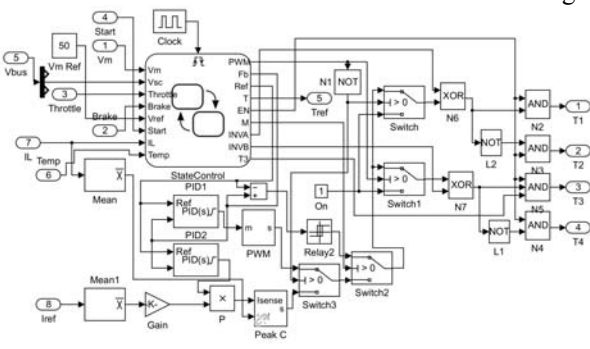 4
Start
Clock
5
Vbus
1
Vm
50
Vm Ref
3
Throttle
Brake
2
7
IL
Temp
6
Vm
Vsc
Throttle
Brake
Vref
Start
IL
Temp
PWM
Fb
Ref
T
EN
M
INVA
INVB
T3
StateControl
N1
NOT
5
Tref
> 0
Switch
> 0
Switch1
1
On
XOR
N6
XOR
N7
NOT
L2
NOT
L1
AND
N2
AND
N3
AND
N5
AND
N4
1
T1
2
T2
3
T3
4
T4
Mean
PID1
Ref
PID(s)
PID2
Ref
PID(s)
m s
PWM
−
+
Relay2
> 0
Switch3
> 0
Switch2
8
Iref
Mean1
x
x
K-
Gain
×
P
Isense
s
Peak C